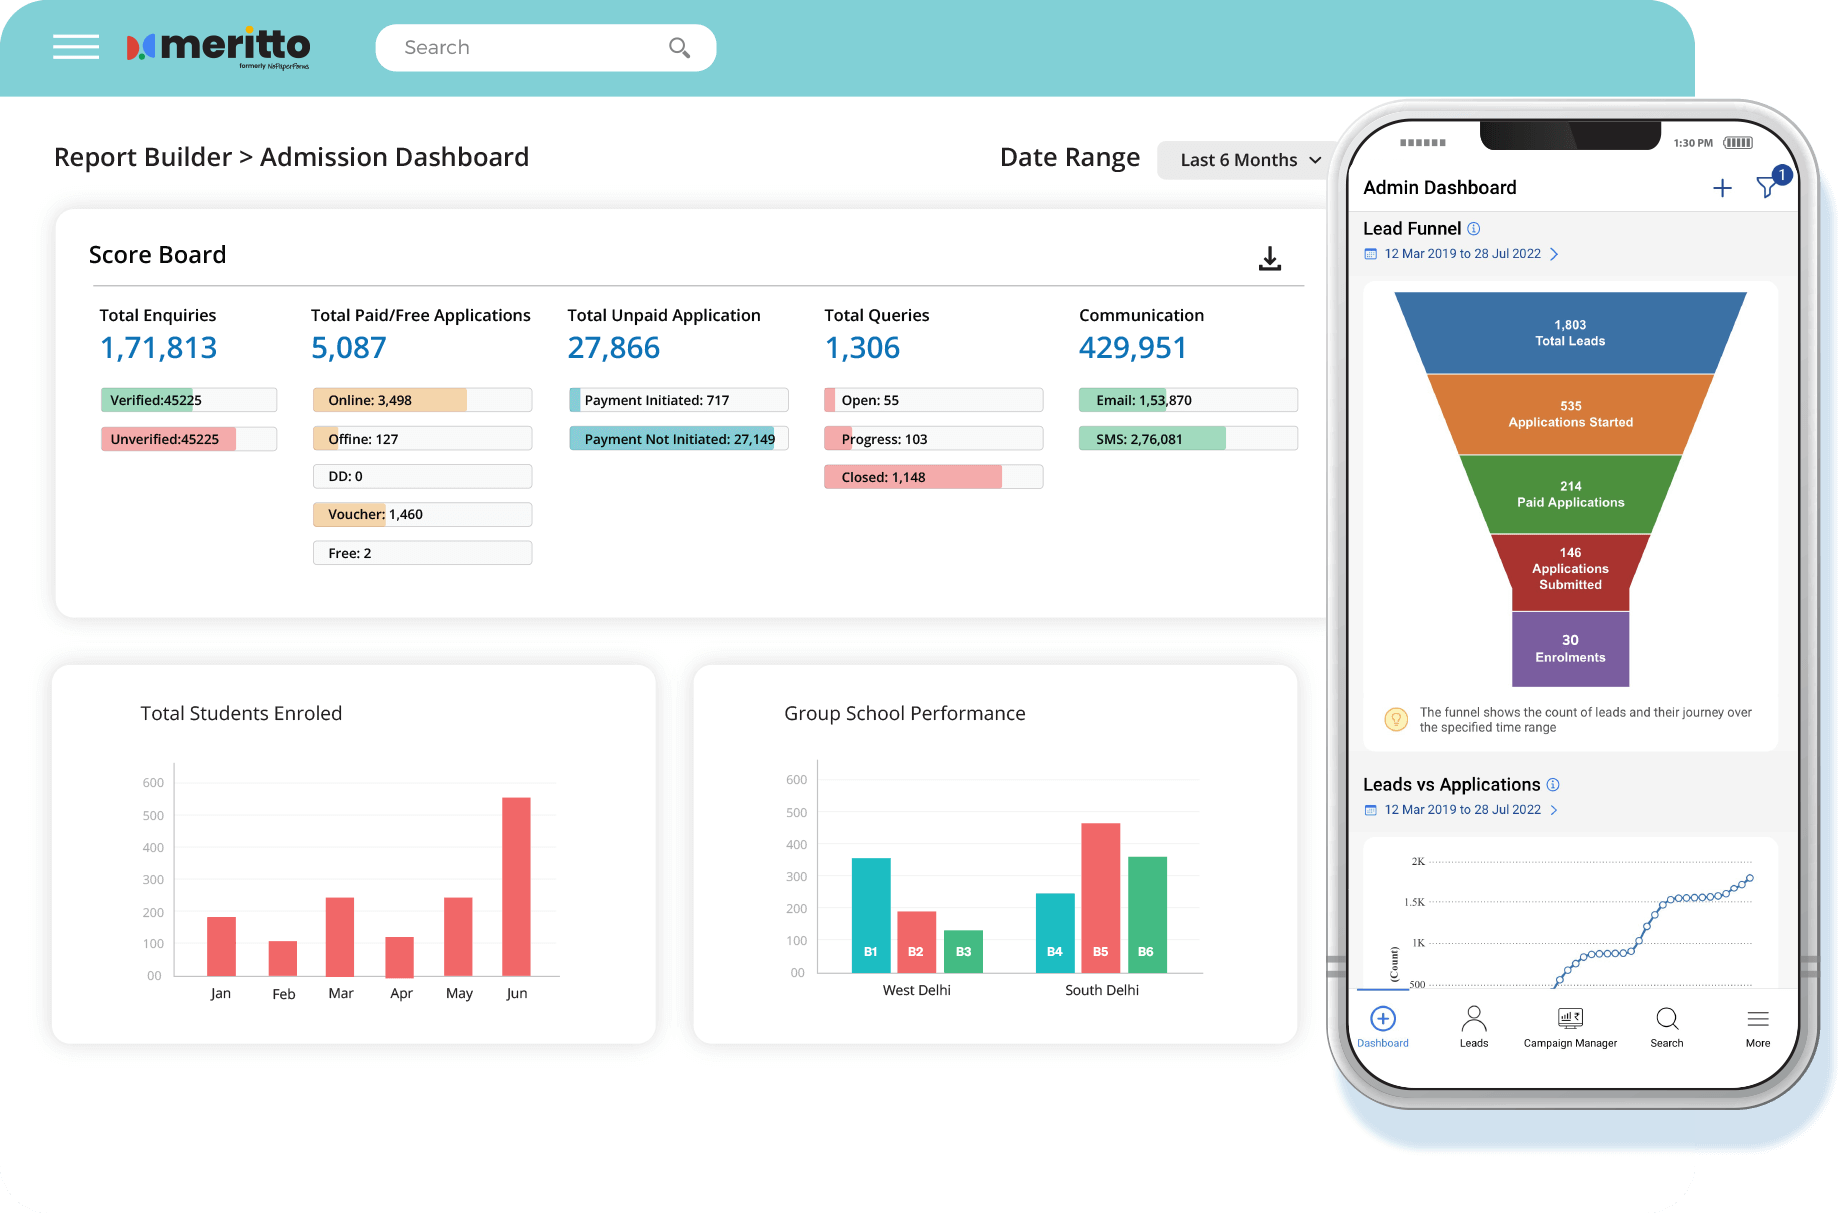 meritto
formerly NoPaperForms
Search
Report Builder > Admission Dashboard
Date Range
Last 6 Months
Score Board
Total Enquiries
1,71,813
Verified:45225
Unverified:45225
Total Paid/Free Applications
5,087
Online: 3,498
Offine: 127
DD: 0
Voucher: 1,460
Free: 2
Total Unpaid Application
27,866
Payment Initiated: 717
Payment Not Initiated: 27,149
Total Queries
1,306
Open: 55
Progress: 103
Closed: 1,148
Communication
429,951
Email: 1,53,870
SMS: 2,76,081
Total Students Enroled
600
500
400
300
200
100
00
Jan Feb Mar Apr May Jun
Group School Performance
600
500
400
300
200
100
00
B1 B2 B3 B4 B5 B6
West Delhi South Delhi
1:30 PM
Admin Dashboard
1
Lead Funnel
12 Mar 2019 to 28 Jul 2022
1,803
Total Leads
535
Applications Started
214
Paid Applications
146
Applications
Submitted
30
Enrolments
The funnel shows the count of leads and their journey over
the specified time range
Leads vs Applications
12 Mar 2019 to 28 Jul 2022
2K
1.5K
1K
500
(Count)
Dashboard Leads Campaign Manager Search More